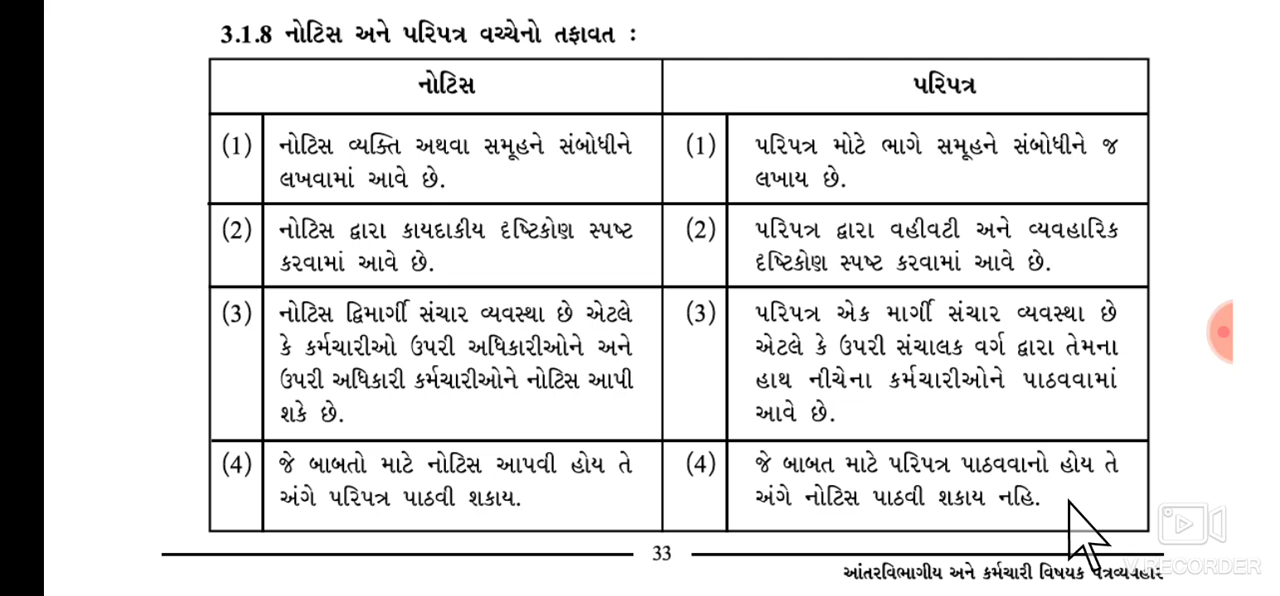 3.1.8 નોટિસ અને પરિપત્ર વચ્ચેનો તફાવત :
નોટિસ
પરિપત્ર
(1) નોટિસ વ્યક્તિ અથવા સમૂહને સંબોધીને
લખવામાં આવે છે.
(1) પરિપત્ર મોટે ભાગે સમૂહને સંબોધીને જ
લખાય છે.
(2) નોટિસ દ્વારા કાયદાકીય દૃષ્ટિકોણ સ્પષ્ટ
કરવામાં આવે છે.
(2) પરિપત્ર દ્વારા વહીવટી અને વ્યવહારિક
દૃષ્ટિકોણ સ્પષ્ટ કરવામાં આવે છે.
(3) નોટિસ દ્વિમાર્ગી સંચાર વ્યવસ્થા છે એટલે
કે કર્મચારીઓ ઉપરી અધિકારીઓને અને
ઉપરી અધિકારી કર્મચારીઓને નોટિસ આપી
શકે છે.
(3) પરિપત્ર એક માર્ગી સંચાર વ્યવસ્થા છે
એટલે કે ઉપરી સંચાલક વર્ગ દ્વારા તેમના
હાથ નીચેના કર્મચારીઓને પાઠવવામાં
આવે છે.
(4) જે બાબતો માટે નોટિસ આપવી હોય તે
અંગે પરિપત્ર પાઠવી શકાય.
(4) જે બાબત માટે પરિપત્ર પાઠવવાનો હોય તે
અંગે નોટિસ પાઠવી શકાય નહિ.
33
આંતરવિભાગીય અને કર્મચારી વિષયક પત્રવ્યવહાર
V RECORDER